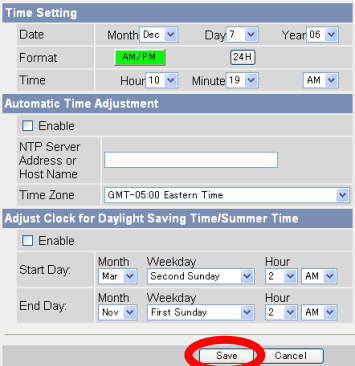 Time Setting
Date Month Dec Day 7 Year 06
Format AM/PM 24H
Time Hour 10 Minute 19 AM
Automatic Time Adjustment
Enable
NTP Server
Address or
Host Name
Time Zone GMT-05:00 Eastern Time
Adjust Clock for Daylight Saving Time/Summer Time
Enable
Month Weekday Hour
Start Day: Mar Second Sunday 2 AM
Month Weekday Hour
End Day: Nov First Sunday 2 AM
Save Cancel